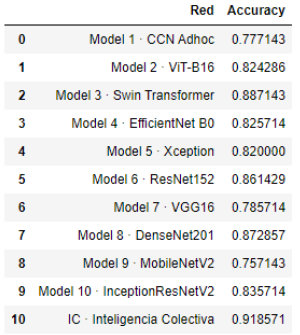 Red Accuracy
0 Model 1 · CCN Adhoc 0.777143
1 Model 2 · ViT-B16 0.824286
2 Model 3 · Swin Transformer 0.887143
3 Model 4 · EfficientNet B0 0.825714
4 Model 5 · Xception 0.820000
5 Model 6 · ResNet152 0.861429
6 Model 7 · VGG16 0.785714
7 Model 8 · DenseNet201 0.872857
8 Model 9 · MobileNetV2 0.757143
9 Model 10 · InceptionResNetV2 0.835714
10 IC · Inteligencia Colectiva 0.918571